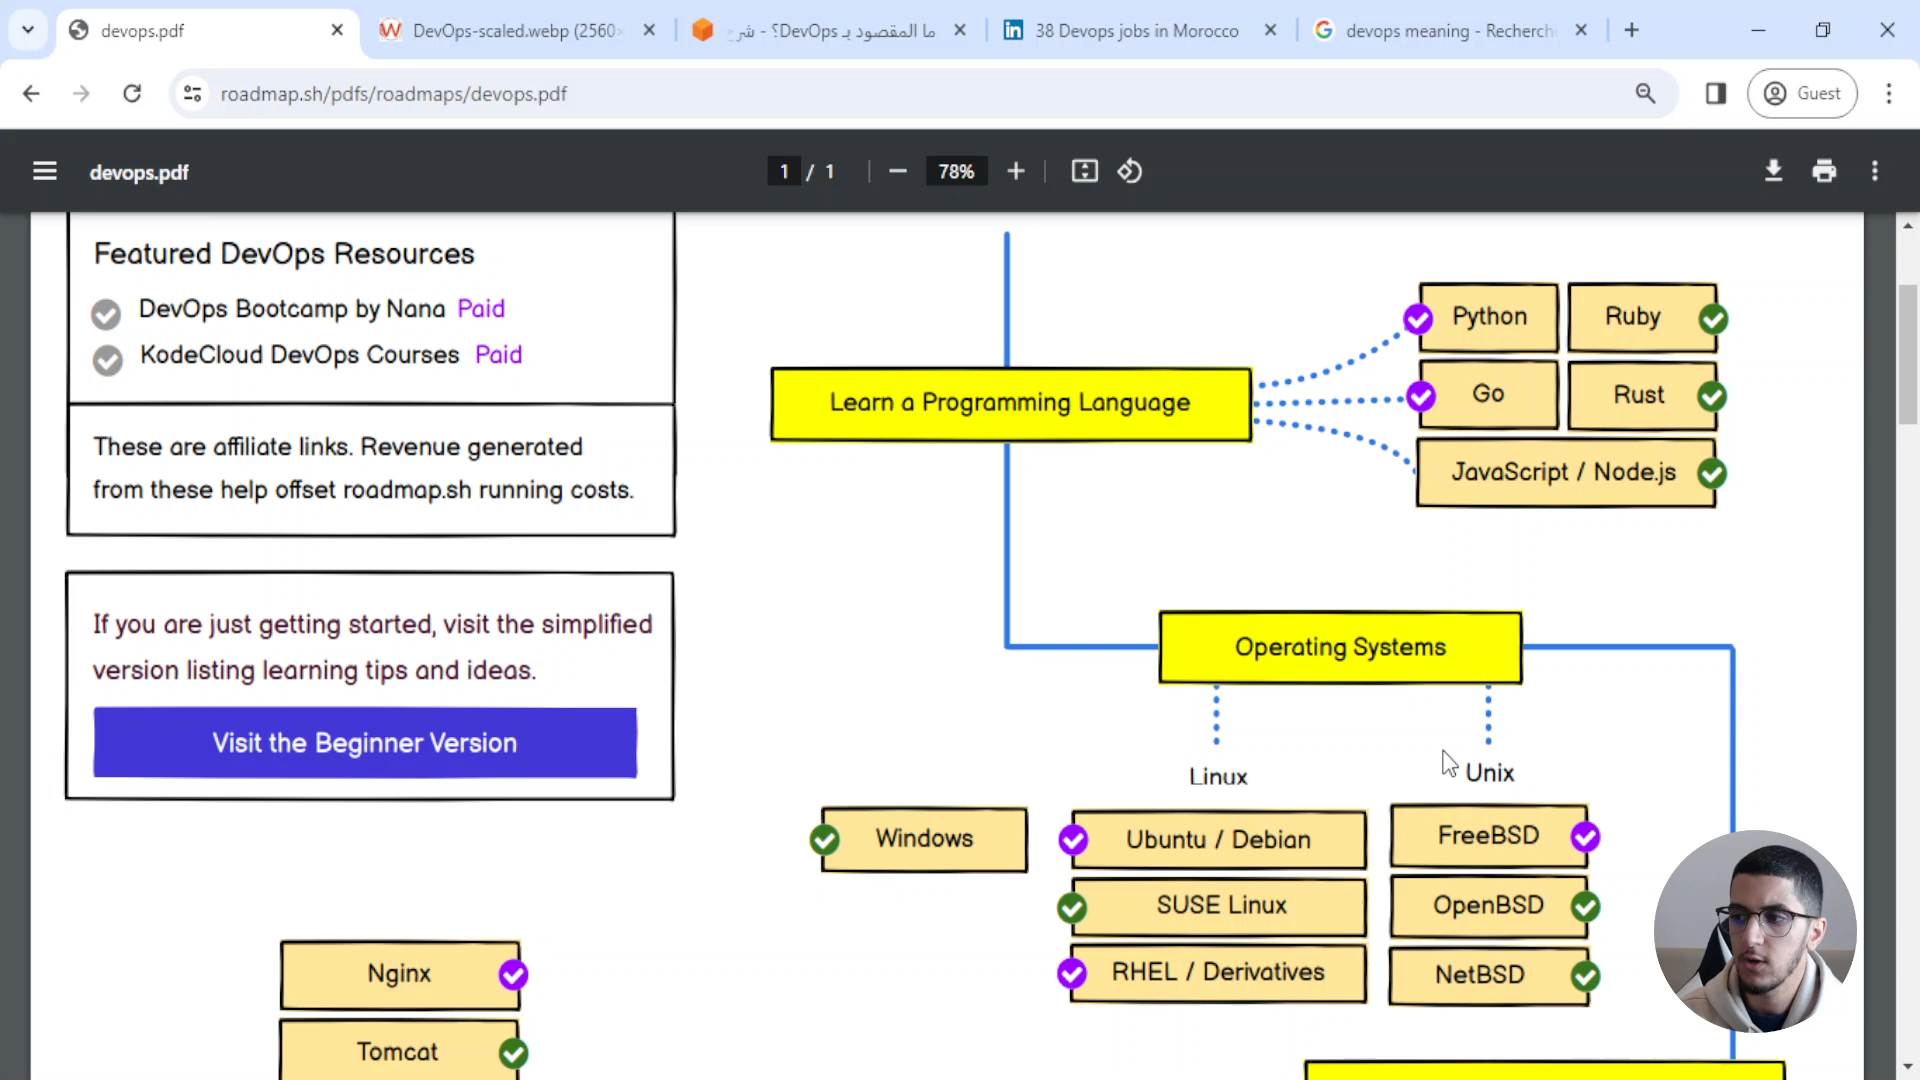 devops.pdf
DevOps-scaled.webp (2560×
ما المقصود بـ DevOps؟ - شرح
38 Devops jobs in Morocco
devops meaning - Recherch
roadmap.sh/pdfs/roadmaps/devops.pdf
Guest
devops.pdf
1 / 1
78%
Featured DevOps Resources
DevOps Bootcamp by Nana Paid
KodeCloud DevOps Courses Paid
These are affiliate links. Revenue generated
from these help offset roadmap.sh running costs.
If you are just getting started, visit the simplified
version listing learning tips and ideas.
Visit the Beginner Version
Learn a Programming Language
Python
Ruby
Go
Rust
JavaScript / Node.js
Operating Systems
Linux
Unix
Windows
Ubuntu / Debian
FreeBSD
SUSE Linux
OpenBSD
RHEL / Derivatives
NetBSD
Nginx
Tomcat